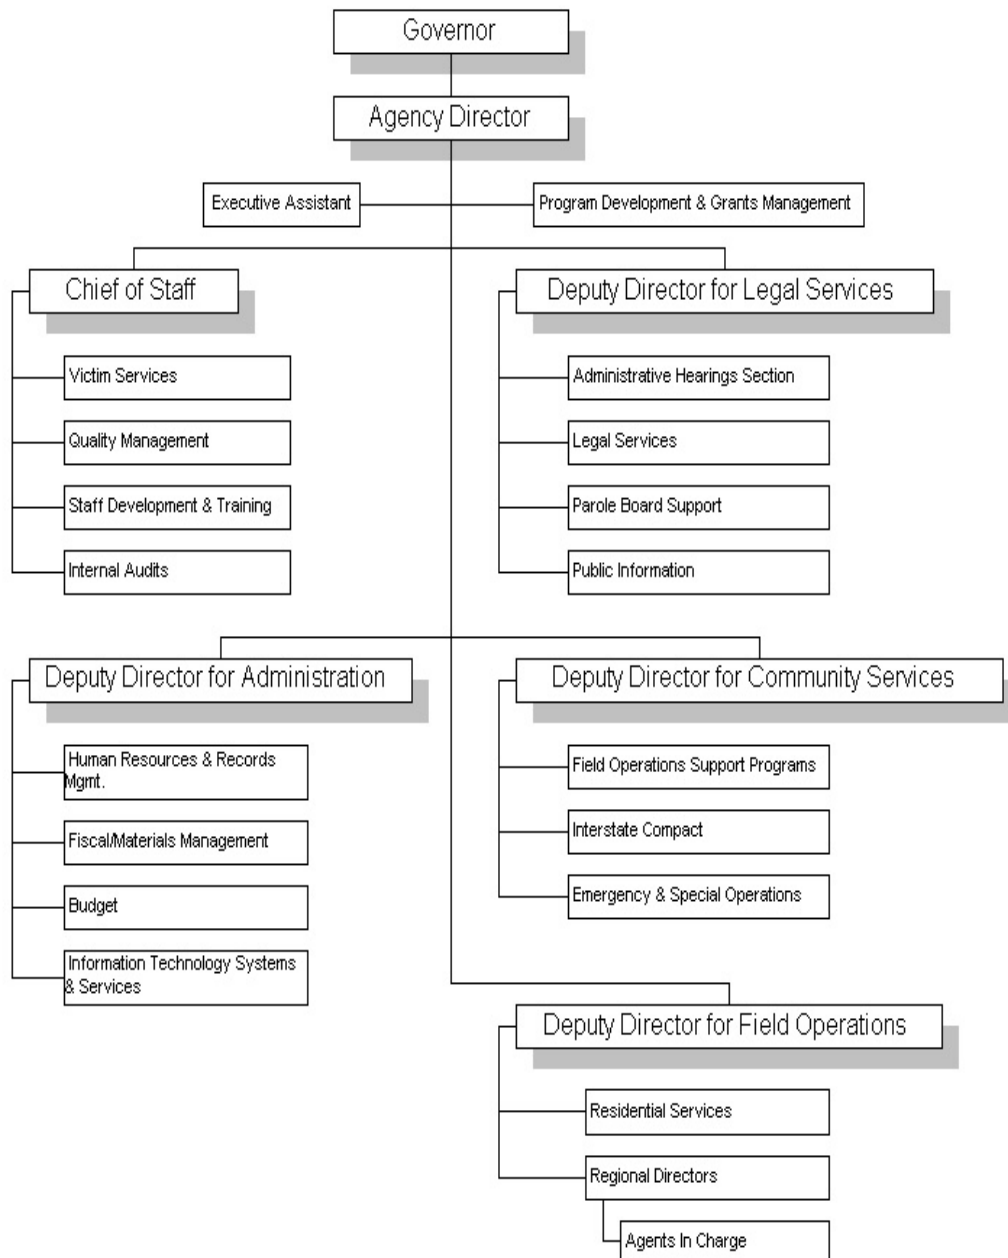 Governor
Agency Director
Executive Assistant
Program Development & Grants Management
Chief of Staff
Victim Services
Quality Management
Staff Development & Training
Internal Audits
Deputy Director for Legal Services
Administrative Hearings Section
Legal Services
Parole Board Support
Public Information
Deputy Director for Administration
Human Resources & Records
Mgmt.
Fiscal/Materials Management
Budget
Information Technology Systems
& Services
Deputy Director for Community Services
Field Operations Support Programs
Interstate Compact
Emergency & Special Operations
Deputy Director for Field Operations
Residential Services
Regional Directors
Agents In Charge